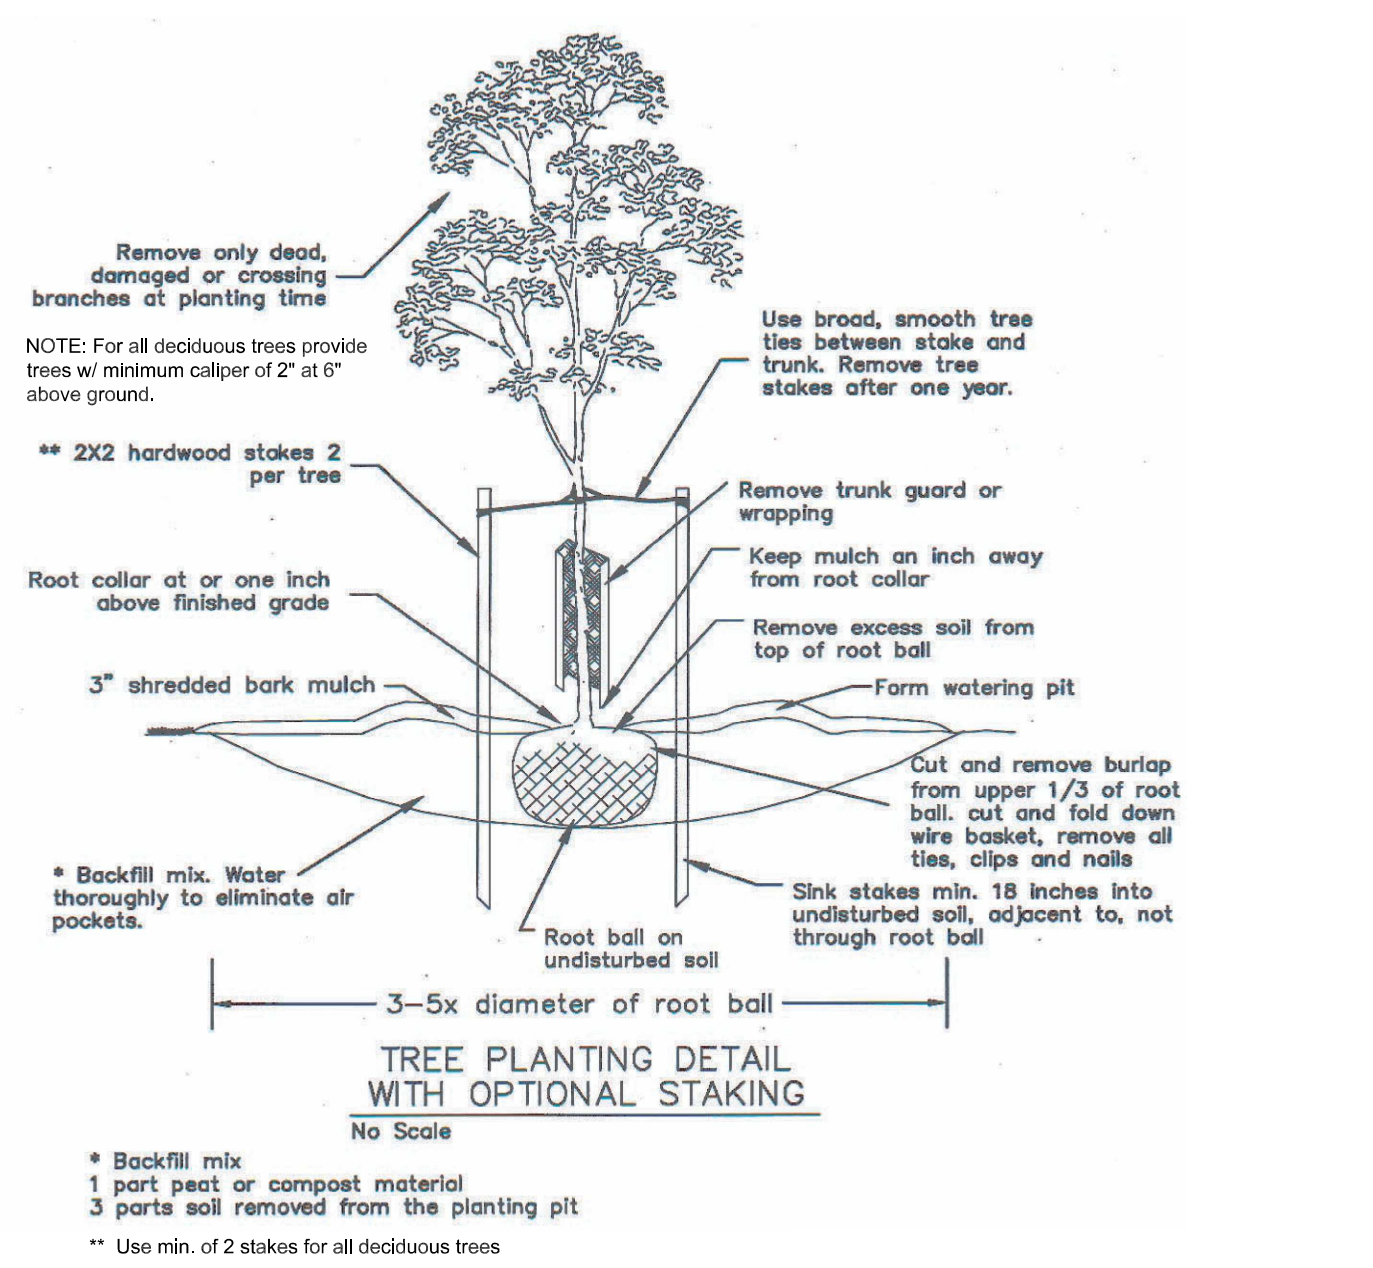 Remove only dead,
damaged or crossing
branches at planting time
NOTE: For all deciduous trees provide
trees w/ minimum caliper of 2" at 6"
above ground.
Use broad, smooth tree
ties between stake and
trunk. Remove tree
stakes after one year.
** 2X2 hardwood stakes 2
per tree
Remove trunk guard or
wrapping
Keep mulch an inch away
from root collar
Root collar at or one inch
above finished grade
Remove excess soil from
top of root ball
3" shredded bark mulch
Form watering pit
Cut and remove burlap
from upper 1/3 of root
ball. cut and fold down
wire basket, remove all
ties, clips and nails
* Backfill mix. Water
thoroughly to eliminate air
pockets.
Sink stakes min. 18 inches into
undisturbed soil, adjacent to, not
through root ball
Root ball on
undisturbed soil
3-5x diameter of root ball
TREE PLANTING DETAIL
WITH OPTIONAL STAKING
No Scale
* Backfill mix
1 part peat or compost material
3 parts soil removed from the planting pit
** Use min. of 2 stakes for all deciduous trees